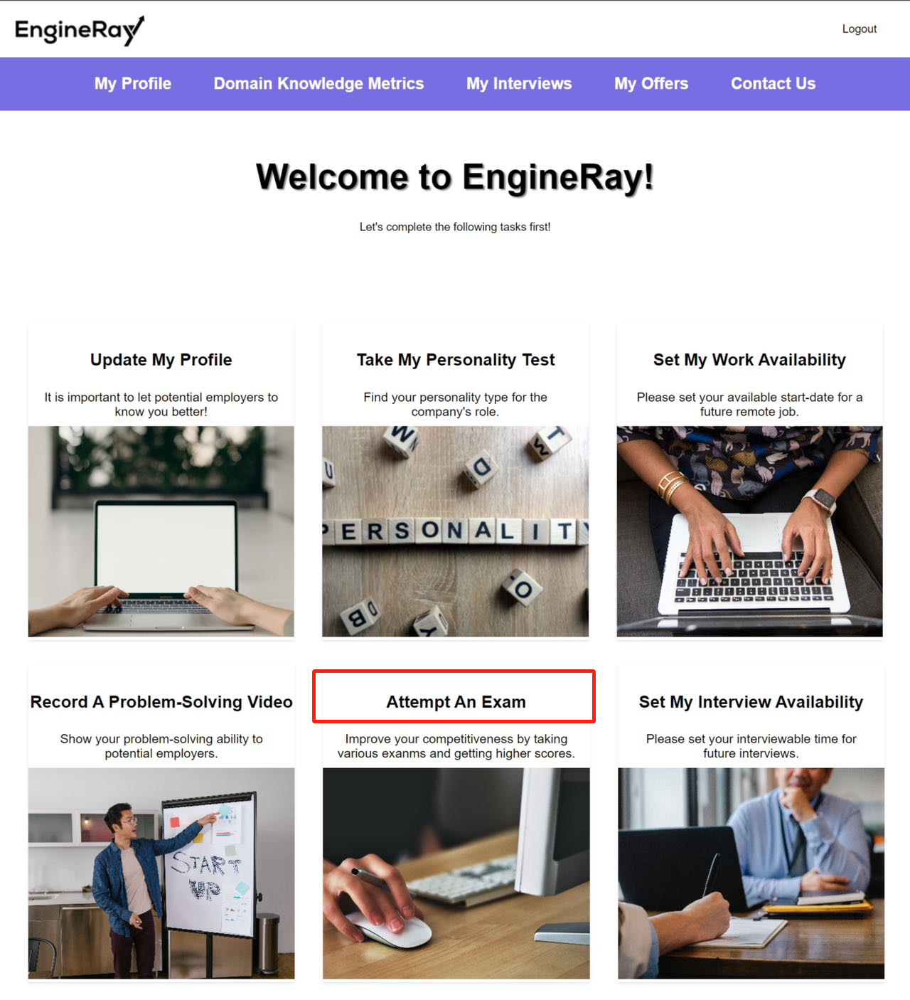 EngineRay
Logout
My Profile
Domain Knowledge Metrics
My Interviews
My Offers
Contact Us
Welcome to EngineRay!
Let's complete the following tasks first!
Update My Profile
It is important to let potential employers to
know you better!
Take My Personality Test
Find your personality type for the
company's role.
Set My Work Availability
Please set your available start-date for a
future remote job.
W N
T
W
D
U
PERSONALITY
O
B D
U
Y
Record A Problem-Solving Video
Show your problem-solving ability to
potential employers.
START
UP
Attempt An Exam
Improve your competitiveness by taking
various exanms and getting higher scores.
Set My Interview Availability
Please set your interviewable time for
future interviews.